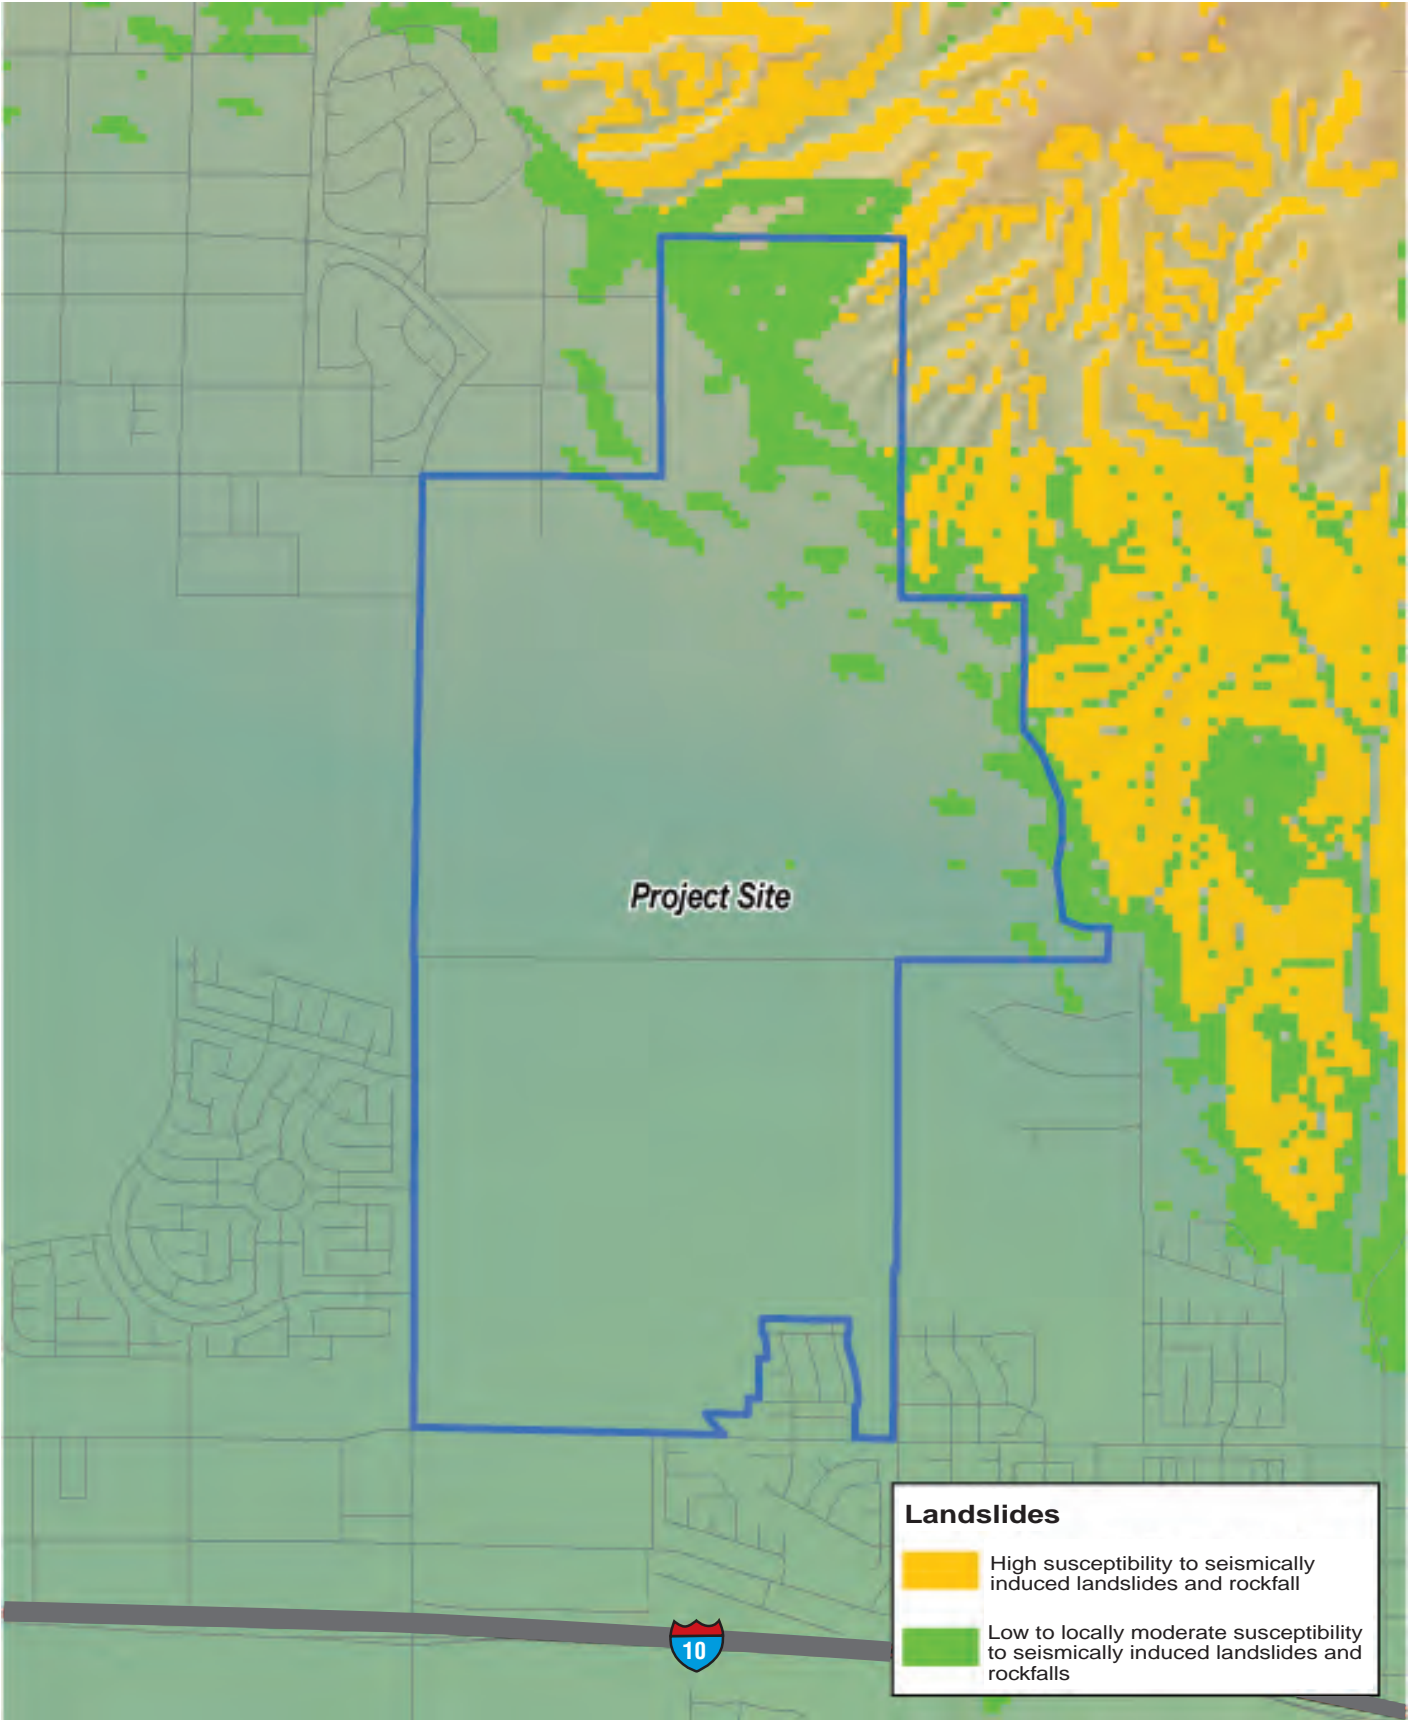 Project Site
Landslides
High susceptibility to seismically
induced landslides and rockfall
Low to locally moderate susceptibility
to seismically induced landslides and
rockfalls
10